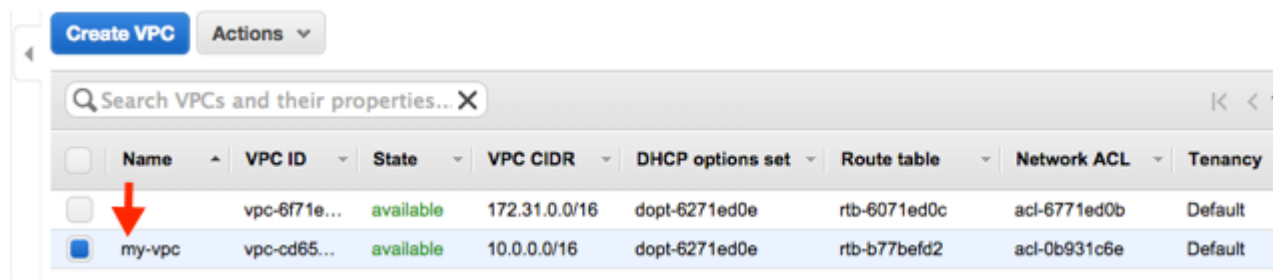 Create VPC Actions
Search VPCs and their properties...
Name VPC ID State VPC CIDR DHCP options set Route table Network ACL Tenancy
vpc-6f71e... available 172.31.0.0/16 dopt-6271ed0e rtb-6071ed0c acl-6771ed0b Default
my-vpc vpc-cd65... available 10.0.0.0/16 dopt-6271ed0e rtb-b77befd2 acl-0b931c6e Default